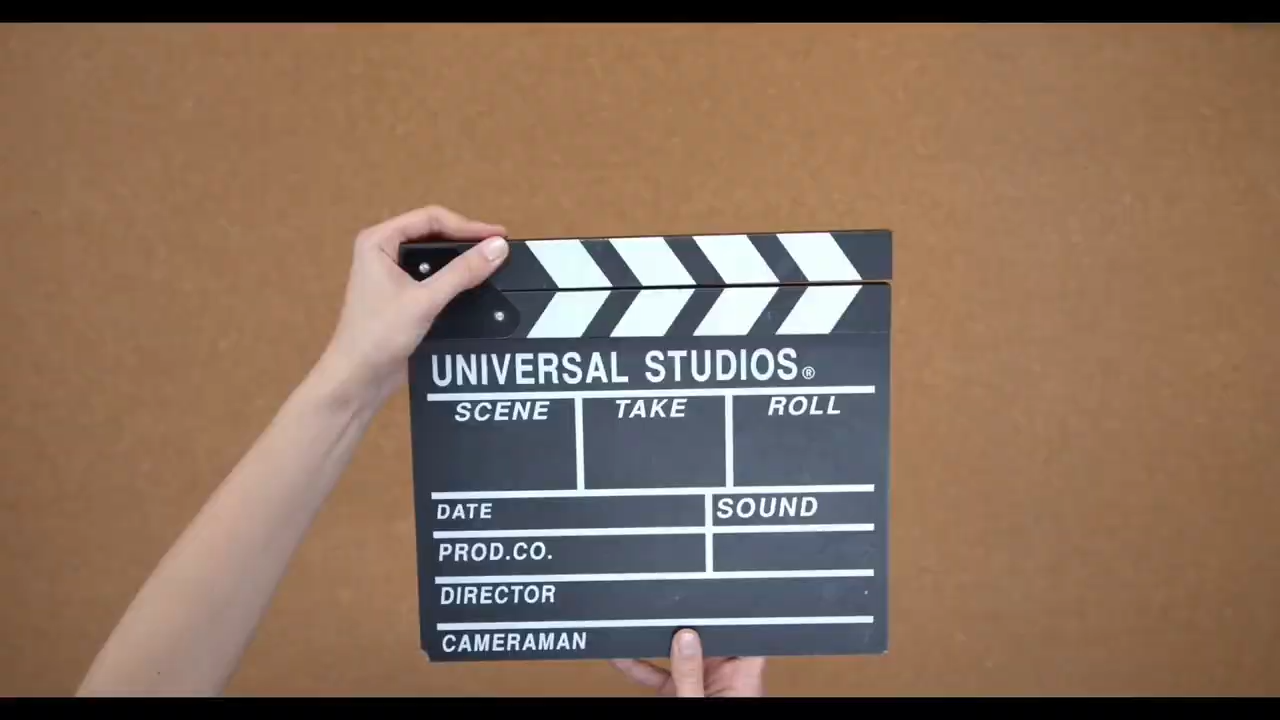 UNIVERSAL STUDIOS®
SCENE TAKE ROLL
DATE SOUND
PROD.CO.
DIRECTOR
CAMERAMAN